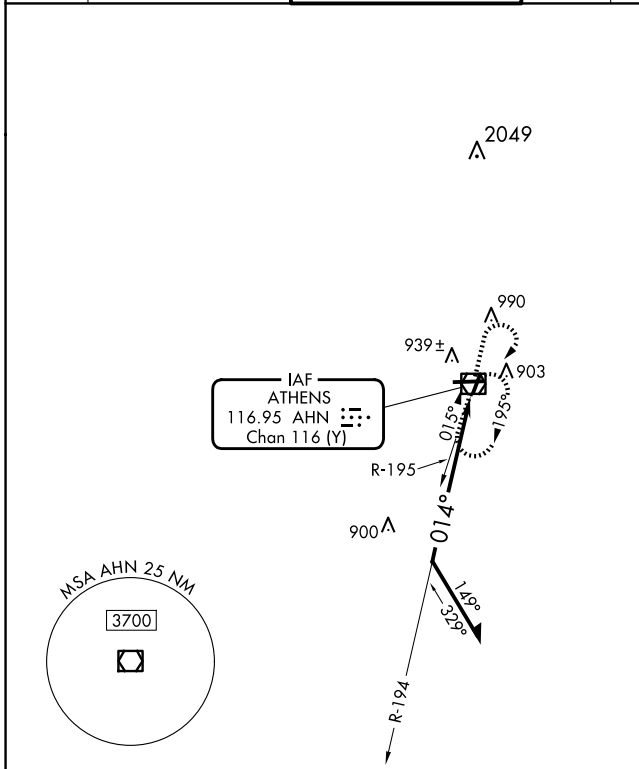 2049
990
939±
903
IAF
ATHENS
116.95 AHN
Chan 116 (Y)
015°
195°
R-195
014°
900
149°
329°
MSA AHN 25 NM
3700
R-194